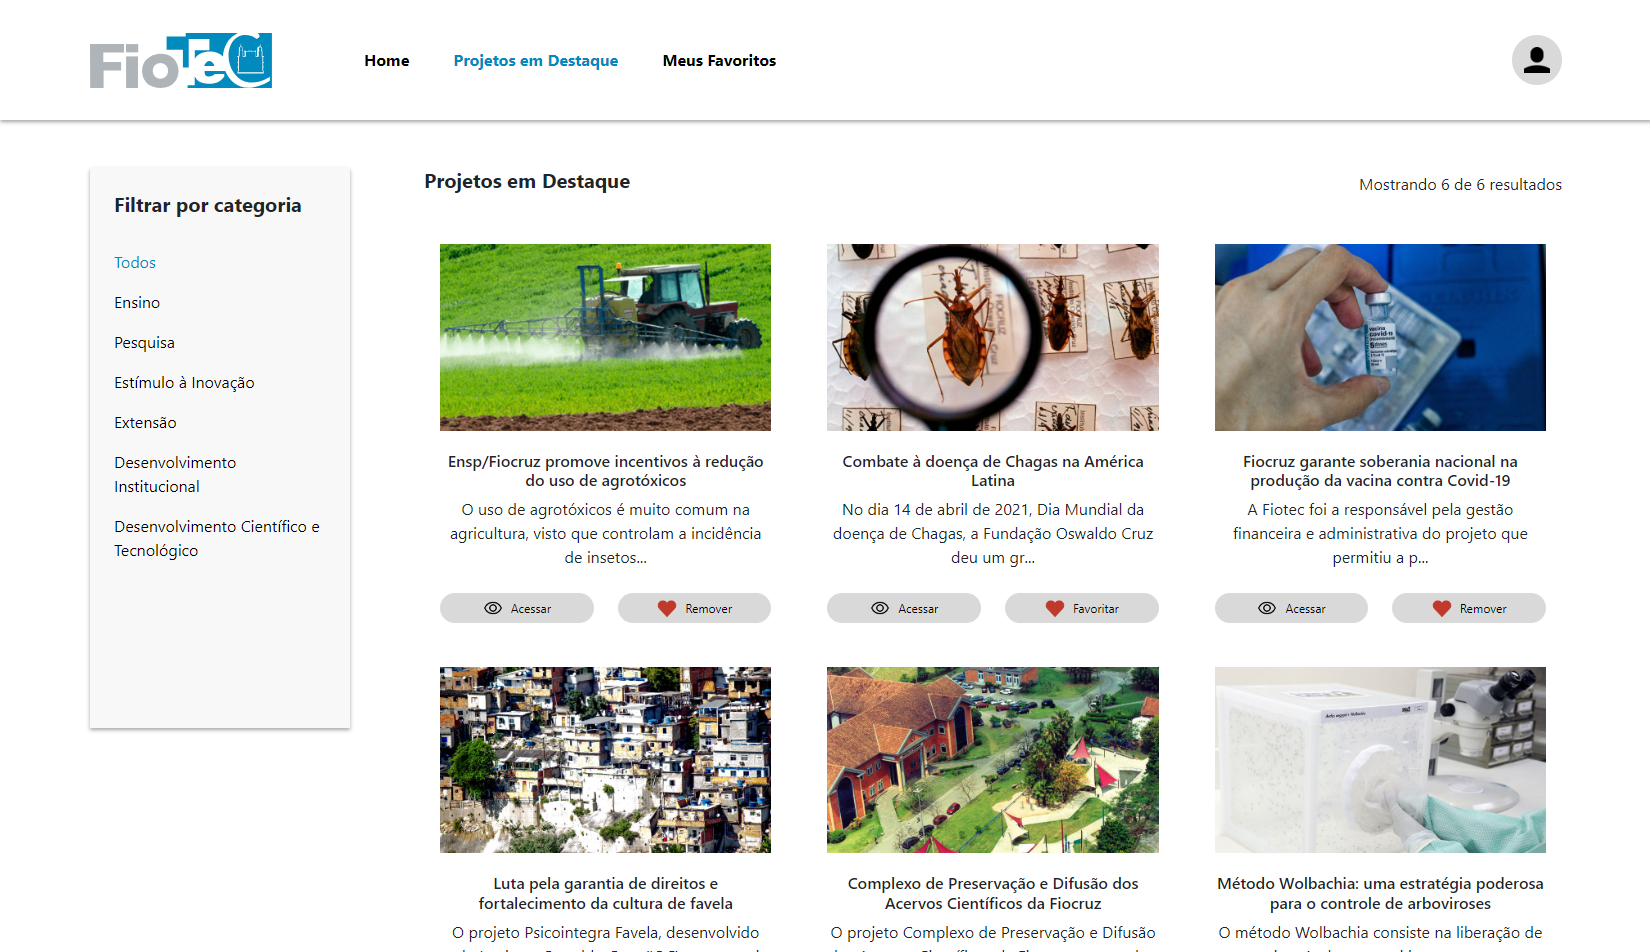 FioTeC
Home
Projetos em Destaque
Meus Favoritos
Filtrar por categoria
Todos
Ensino
Pesquisa
Estímulo à Inovação
Extensão
Desenvolvimento
Institucional
Desenvolvimento Científico e
Tecnológico
Projetos em Destaque
Mostrando 6 de 6 resultados
Ensp/Fiocruz promove incentivos à redução
do uso de agrotóxicos
O uso de agrotóxicos é muito comum na
agricultura, visto que controlam a incidência
de insetos...
Acessar
Remover
Combate à doença de Chagas na América
Latina
No dia 14 de abril de 2021, Dia Mundial da
doença de Chagas, a Fundação Oswaldo Cruz
deu um gr...
Acessar
Favoritar
vacina
covid-19
Fiocruz garante soberania nacional na
produção da vacina contra Covid-19
A Fiotec foi a responsável pela gestão
financeira e administrativa do projeto que
permitiu a p...
Acessar
Remover
Luta pela garantia de direitos e
fortalecimento da cultura de favela
O projeto Psicointegra Favela, desenvolvido
Complexo de Preservação e Difusão dos
Acervos Científicos da Fiocruz
O projeto Complexo de Preservação e Difusão
Método Wolbachia: uma estratégia poderosa
para o controle de arboviroses
O método Wolbachia consiste na liberação de